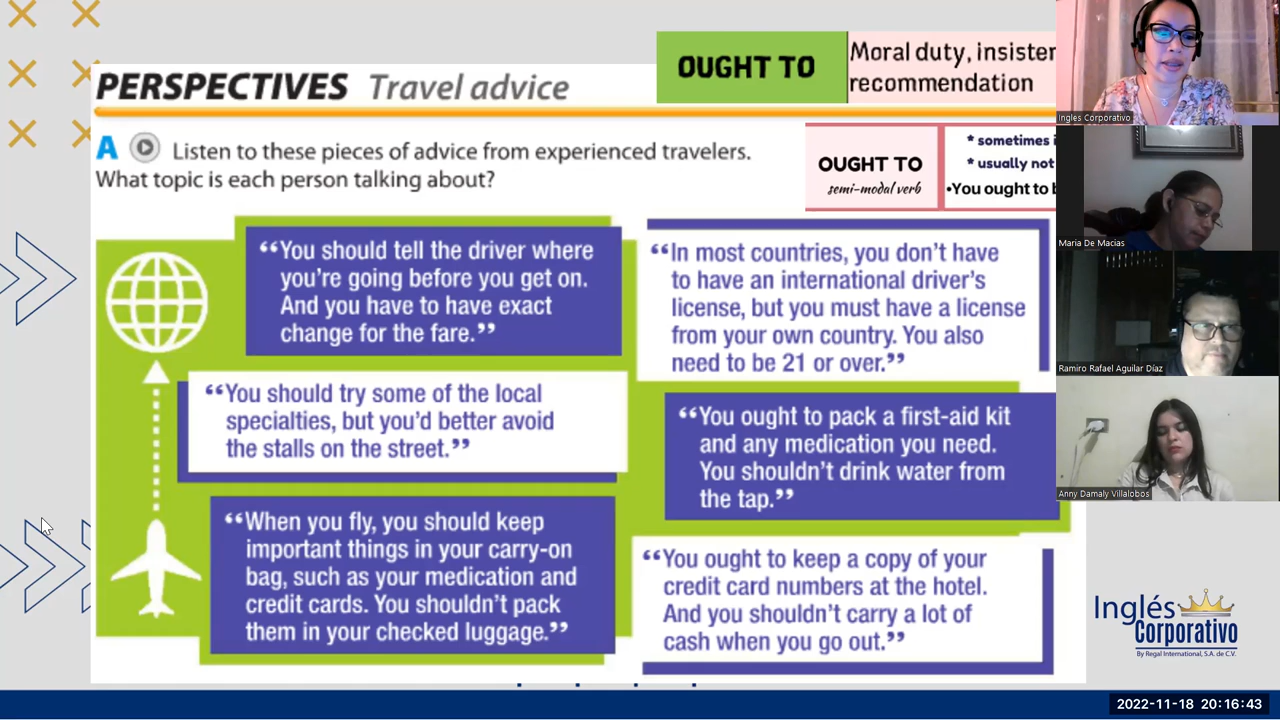 OUGHT TO
Moral duty, insisten
recommendation
PERSPECTIVES Travel advice
A Listen to these pieces of advice from experienced travelers.
What topic is each person talking about?
OUGHT TO
semi-modal verb
* sometimes i
* usually not
•You ought to b
“You should tell the driver where
you’re going before you get on.
And you have to have exact
change for the fare.”
“In most countries, you don’t have
to have an international driver’s
license, but you must have a license
from your own country. You also
need to be 21 or over.”
“You should try some of the local
specialties, but you’d better avoid
the stalls on the street.”
“You ought to pack a first-aid kit
and any medication you need.
You shouldn’t drink water from
the tap.”
“When you fly, you should keep
important things in your carry-on
bag, such as your medication and
credit cards. You shouldn’t pack
them in your checked luggage.”
“You ought to keep a copy of your
credit card numbers at the hotel.
And you shouldn’t carry a lot of
cash when you go out.”
Ingles Corporativo
Maria De Macias
Ramiro Rafael Aguilar Díaz
Anny Damaly Villalobos
Inglés
Corporativo
By Regal International, S.A. de C.V.
2022-11-18 20:16:43